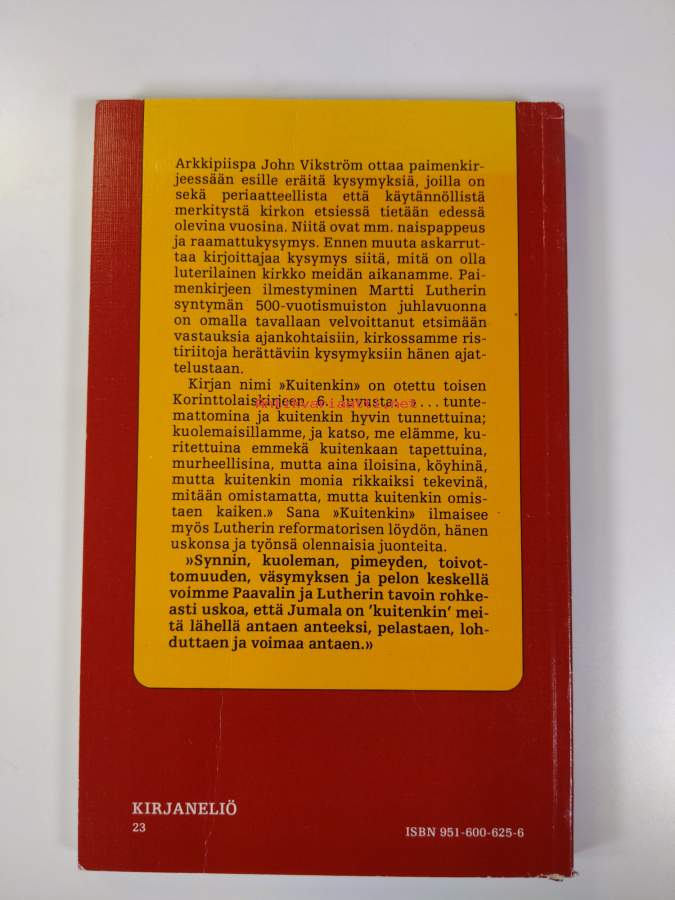 Arkkipiispa John Vikström ottaa paimenkir-
jeessään esille eräitä kysymyksiä, joilla on
sekä periaatteellista että käytännöllistä
merkitystä kirkon etsiessä tietään edessä
olevina vuosina. Niitä ovat mm. naispappeus
ja raamattukysymys. Ennen muuta askarrut-
taa kirjoittajaa kysymys siitä, mitä on olla
luterilainen kirkko meidän aikanamme. Pai-
menkirjeen ilmestyminen Martti Lutherin
syntymän 500-vuotismuiston juhlavuonna
on omalla tavallaan velvoittanut etsimään
vastauksia ajankohtaisiin, kirkossamme ris-
tiriitoja herättäviin kysymyksiin hänen ajat-
telustaan.
Kirjan nimi »Kuitenkin» on otettu toisen
Korinttolaiskirjeen 6. luvusta: ». . . tunte-
Antikvariaatti.net
mattomina ja kuitenkin hyvin tunnettuina;
kuolemaisillamme, ja katso, me elämme, ku-
ritettuina emmekä kuitenkaan tapettuina,
murheellisina, mutta aina iloisina, köyhinä,
mutta kuitenkin monia rikkaiksi tekevinä,
mitään omistamatta, mutta kuitenkin omis-
taen kaiken.» Sana »Kuitenkin» ilmaisee
myös Lutherin reformatorisen löydön, hänen
uskonsa ja työnsä olennaisia juonteita.
»Synnin, kuoleman, pimeyden, toivot-
tomuuden, väsymyksen ja pelon keskellä
voimme Paavalin ja Lutherin tavoin rohke-
asti uskoa, että Jumala on ’kuitenkin’ mei-
tä lähellä antaen anteeksi, pelastaen, loh-
duttaen ja voimaa antaen.»
KIRJANELIÖ
23
ISBN 951-600-625-6